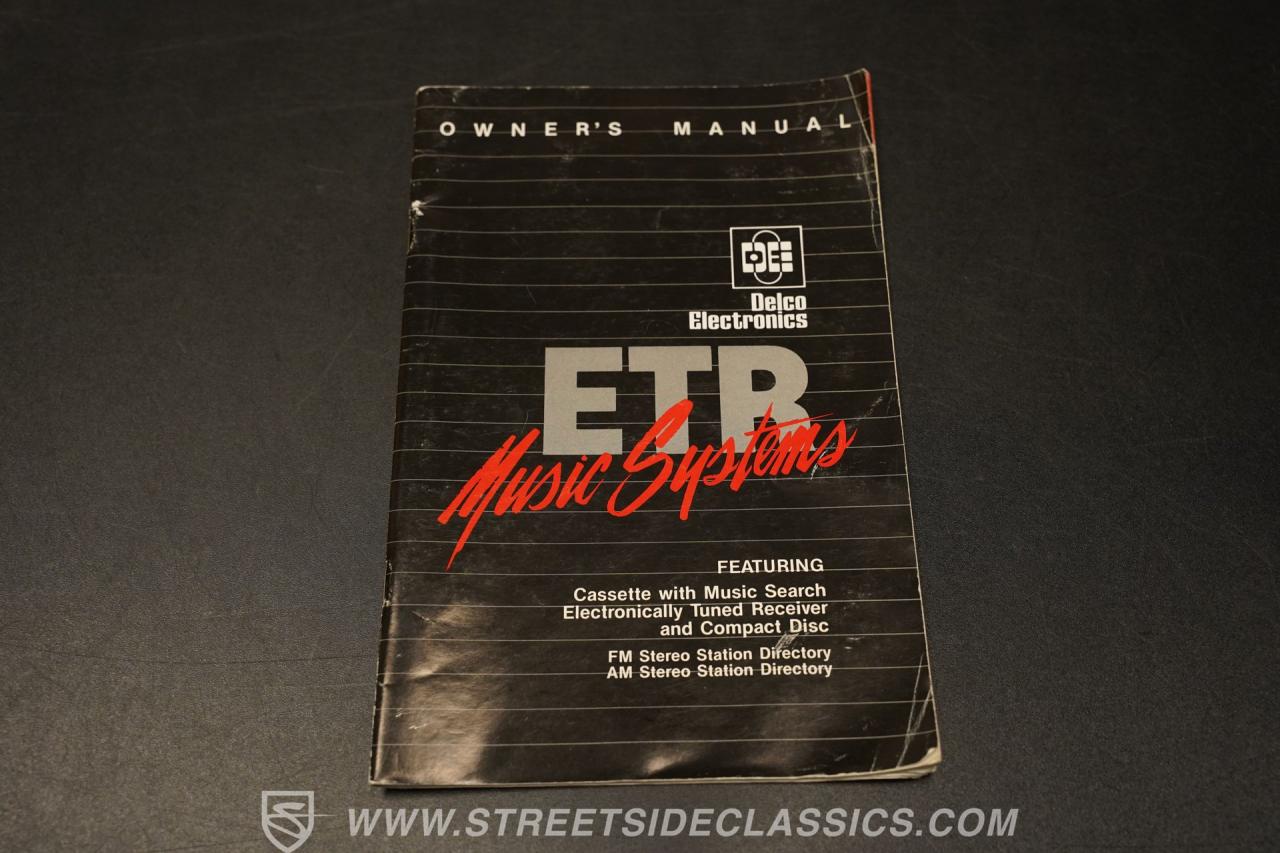 OWNER'S MANUAL
DE
Delco
Electronics
ETR
Music Systems
FEATURING
Cassette with Music Search
Electronically Tuned Receiver
and Compact Disc
FM Stereo Station Directory
AM Stereo Station Directory
WWW.STREETSIDECLASSICS.COM